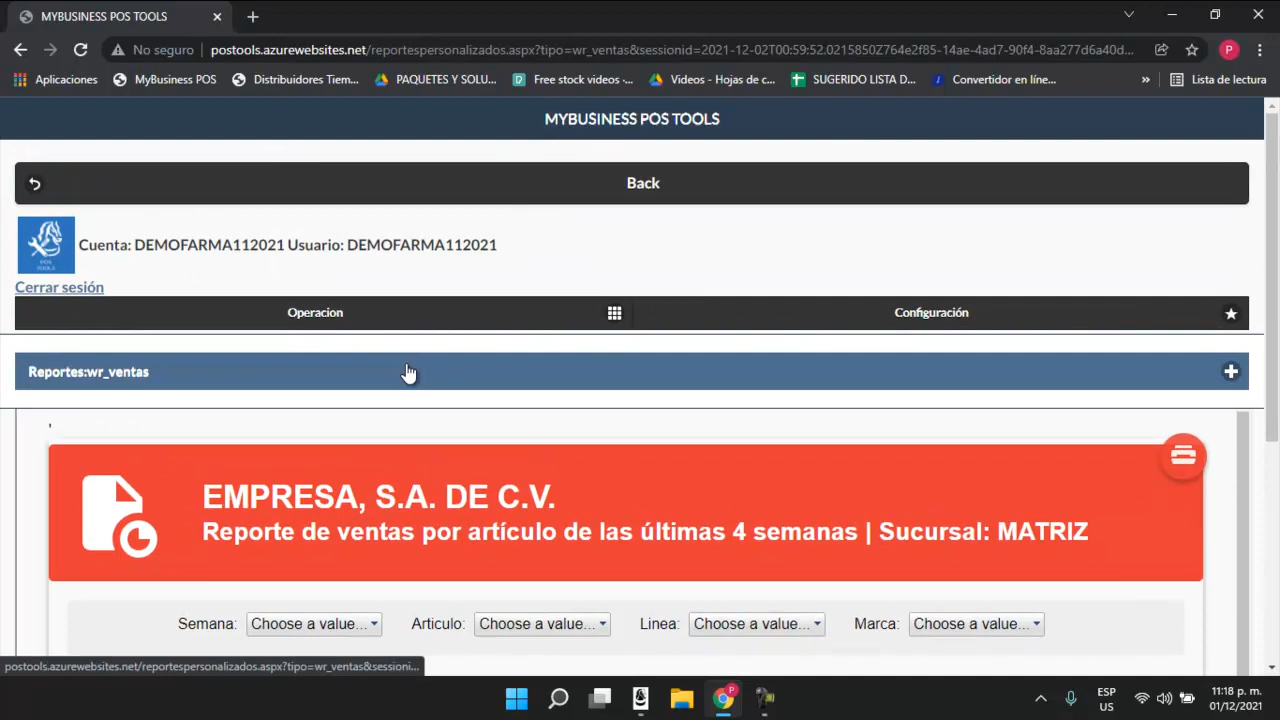 MYBUSINESS POS TOOLS
No seguro
postools.azurewebsites.net/reportespersonalizados.aspx?tipo=wr_ventas&sessionid=2021-12-02T00:59:52.0215850Z764e2f85-14ae-4ad7-90f4-8aa277d6a40d...
P
Aplicaciones
MyBusiness POS
Distribuidores Tiem...
PAQUETES Y SOLU...
Free stock videos -...
Videos - Hojas de c...
SUGERIDO LISTA D...
Convertidor en líne...
»
Lista de lectura
MYBUSINESS POS TOOLS
Back
POS TOOLS
Cuenta: DEMOFARMA112021 Usuario: DEMOFARMA112021
Cerrar sesión
Operacion
Configuración
Reportes:wr_ventas
,
EMPRESA, S.A. DE C.V.
Reporte de ventas por artículo de las últimas 4 semanas | Sucursal: MATRIZ
Semana: Choose a value... Articulo: Choose a value... Linea: Choose a value... Marca: Choose a value...
postools.azurewebsites.net/reportespersonalizados.aspx?tipo=wr_ventas&sessioni...
P
ESP
US
11:18 p. m.
01/12/2021